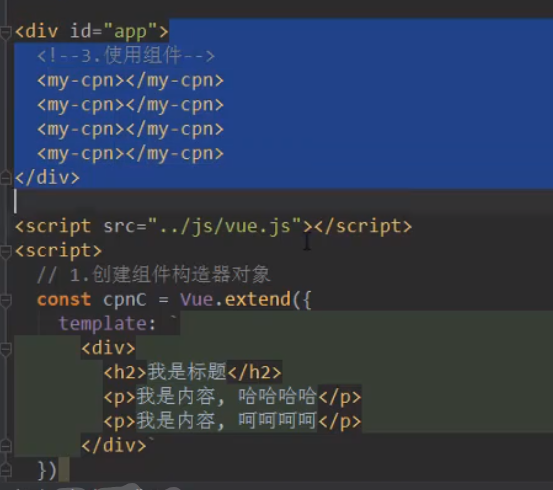 <div id="app">
<!--3.使用组件-->
<my-cpn></my-cpn>
<my-cpn></my-cpn>
<my-cpn></my-cpn>
<my-cpn></my-cpn>
</div>
<script src="../js/vue.js"></script>
<script>
// 1.创建组件构造器对象
const cpnC = Vue.extend({
template: `
<div>
<h2>我是标题</h2>
<p>我是内容, 哈哈哈哈</p>
<p>我是内容, 呵呵呵呵</p>
</div>`
})